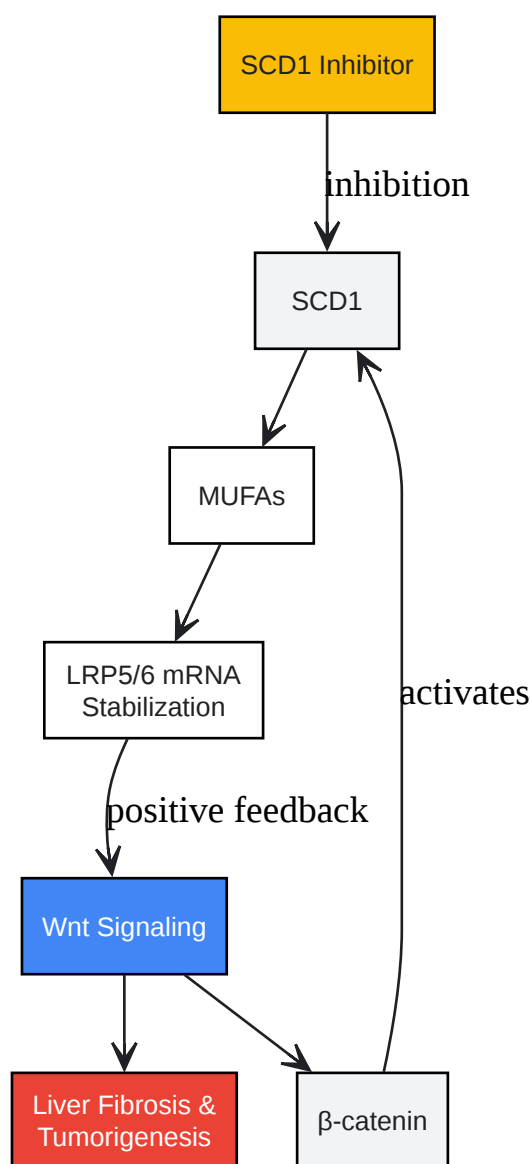 SCD1 Inhibitor
inhibition
SCD1
MUFAs
LRP5/6 mRNA
Stabilization
activates
positive feedback
Wnt Signaling
Liver Fibrosis &
Tumorigenesis
β-catenin